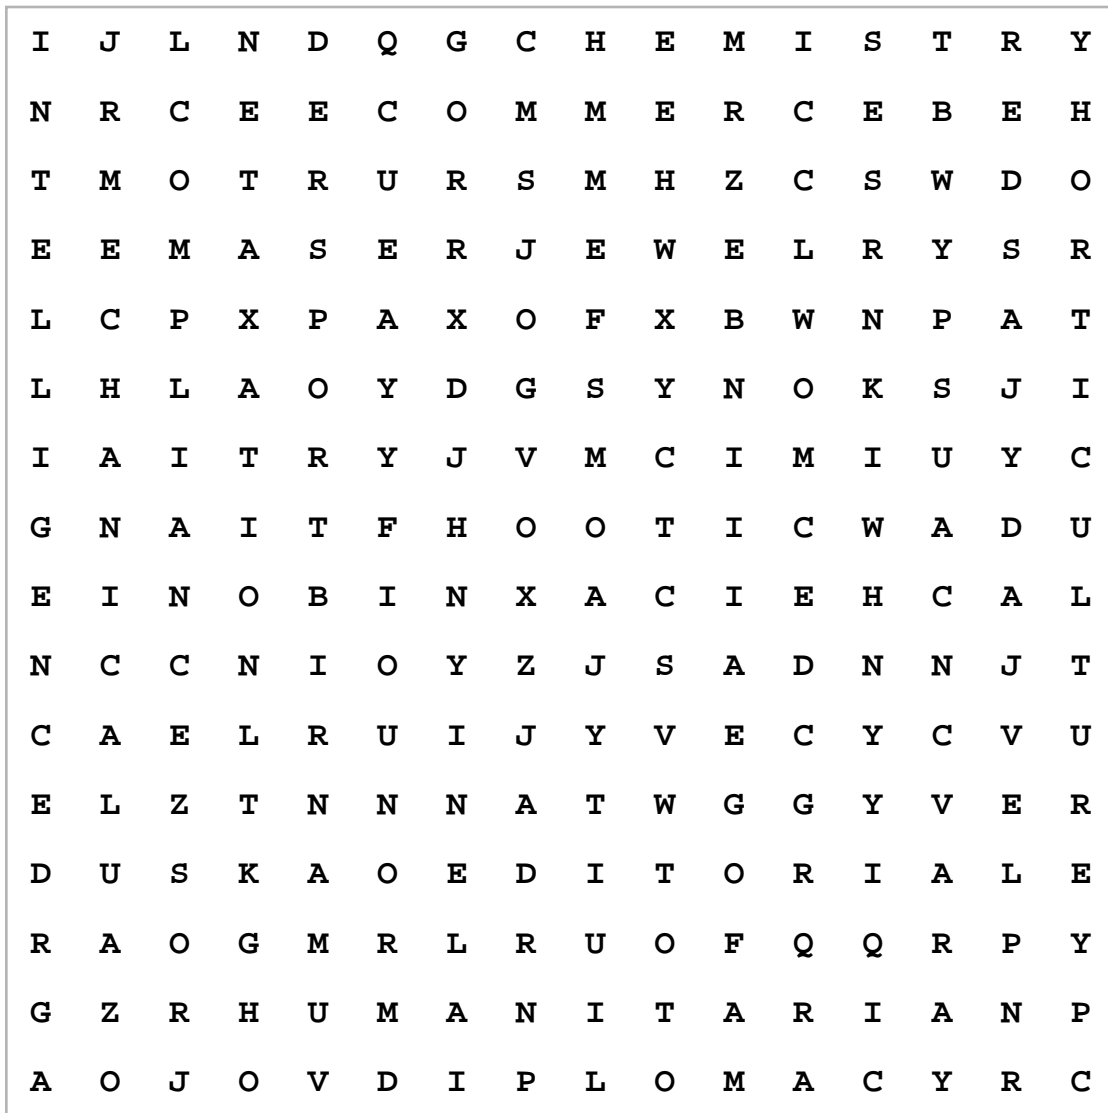 I J L N D Q G C H E M I S T R Y
N R C E E C O M M E R C E B E H
T M O T R U R S M H Z C S W D O
E E M A S E R J E W E L R Y S R
L C P X P A X O F X B W N P A T
L H L A O Y D G S Y N O K S J I
I A I T R Y J V M C I M I U Y C
G N A I T F H O O T I C W A D U
E I N O B I N X A C I E H C A L
N C C N I O Y Z J S A D N N J T
C A E L R U I J Y V E C Y C V U
E L Z T N N N A T W G G Y V E R
D U S K A O E D I T O R I A L E
R A O G M R L R U O F Q Q R P Y
G Z R H U M A N I T A R I A N P
A O J O V D I P L O M A C Y R C